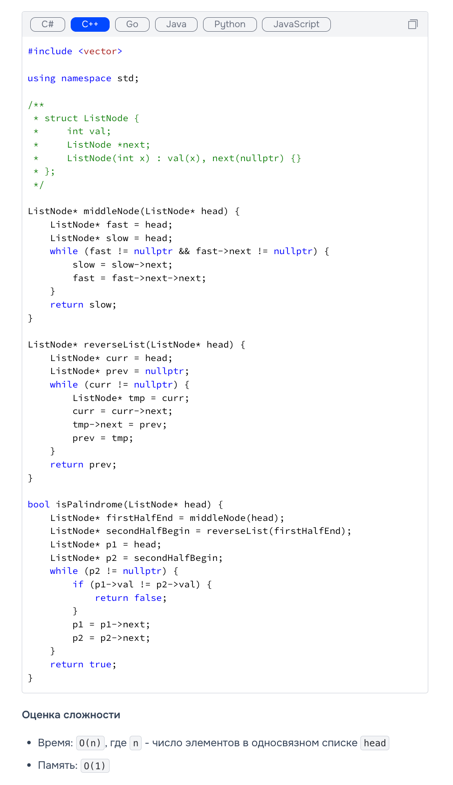 C# C++ Go Java Python JavaScript
#include <vector>
using namespace std;
/**
 * struct ListNode {
 *     int val;
 *     ListNode *next;
 *     ListNode(int x) : val(x), next(nullptr) {}
 * };
 */
ListNode* middleNode(ListNode* head) {
    ListNode* fast = head;
    ListNode* slow = head;
    while (fast != nullptr && fast->next != nullptr) {
        slow = slow->next;
        fast = fast->next->next;
    }
    return slow;
}
ListNode* reverseList(ListNode* head) {
    ListNode* curr = head;
    ListNode* prev = nullptr;
    while (curr != nullptr) {
        ListNode* tmp = curr;
        curr = curr->next;
        tmp->next = prev;
        prev = tmp;
    }
    return prev;
}
bool isPalindrome(ListNode* head) {
    ListNode* firstHalfEnd = middleNode(head);
    ListNode* secondHalfBegin = reverseList(firstHalfEnd);
    ListNode* p1 = head;
    ListNode* p2 = secondHalfBegin;
    while (p2 != nullptr) {
        if (p1->val != p2->val) {
            return false;
        }
        p1 = p1->next;
        p2 = p2->next;
    }
    return true;
}
Оценка сложности
• Время: O(n), где n - число элементов в односвязном списке head
• Память: O(1)